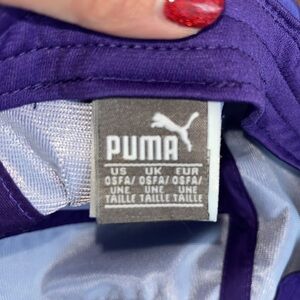 PUMA
US UK EUR
OSFA/ OSFA/ OSFA/
UNE UNE UNE
TAILLE TAILLE TAILLE